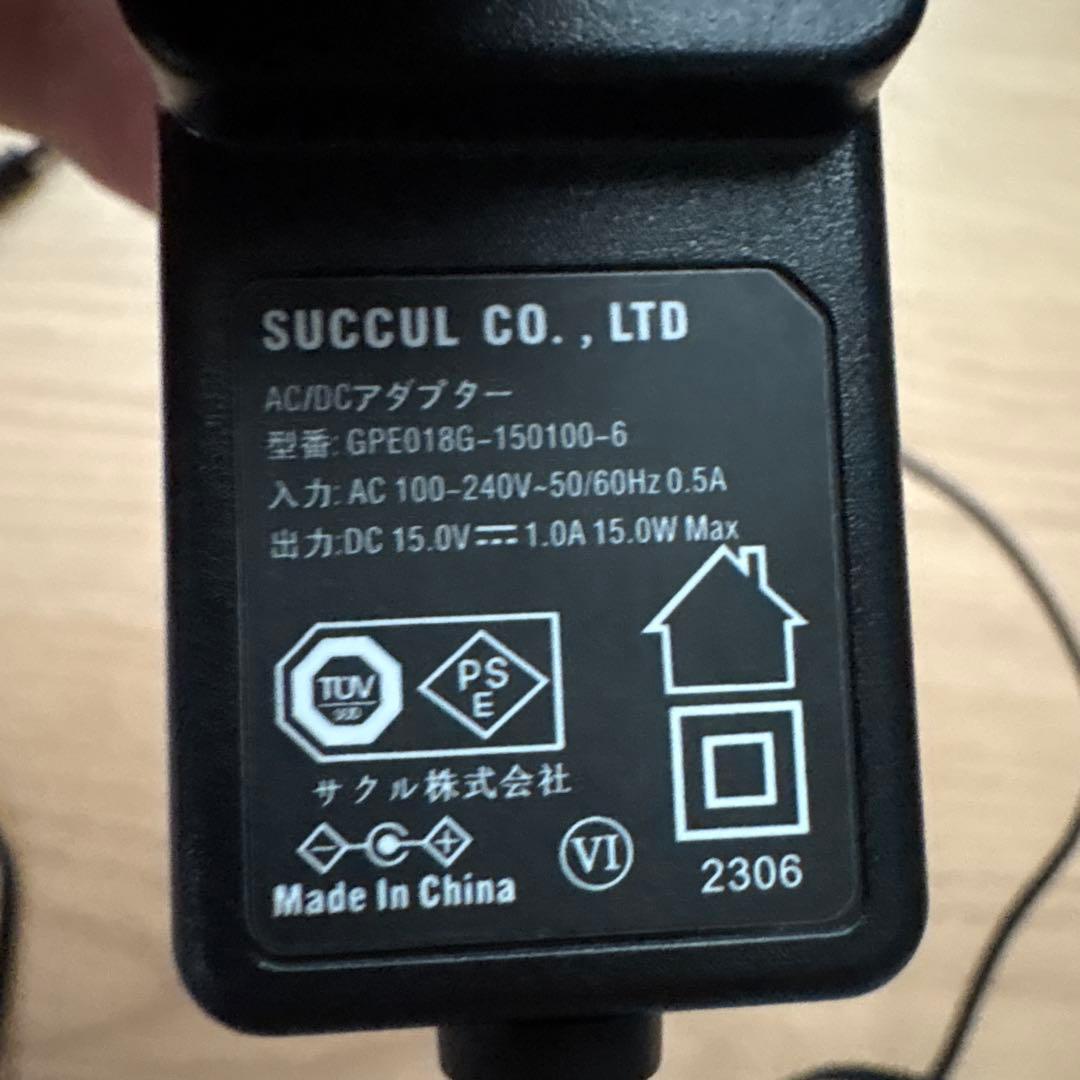 SUCCUL CO. , LTD
AC/DCアダプター
型番: GPE018G-150100-6
入力: AC 100-240V~50/60Hz 0.5A
出力:DC 15.0V⎓1.0A 15.0W Max
TÜV
SÜD
PS
E
サクル株式会社
- +
VI
Made In China
2306